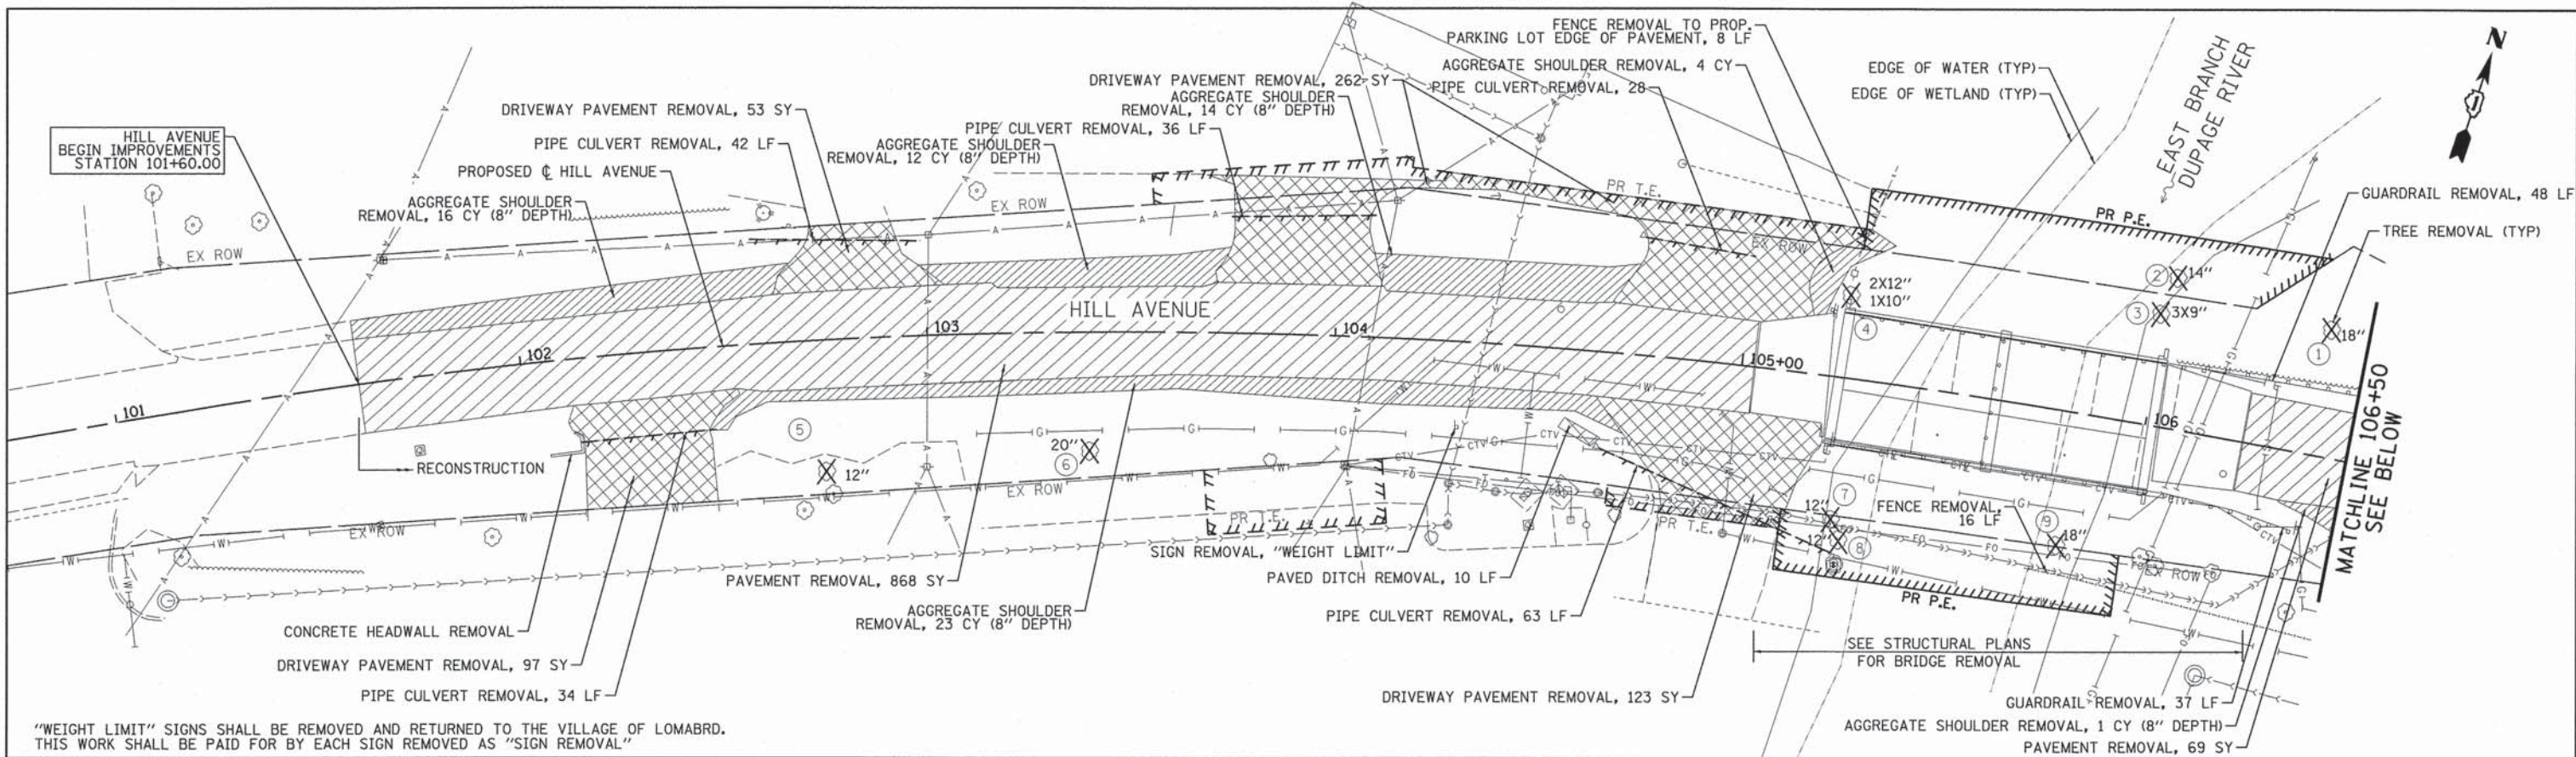 FENCE REMOVAL TO PROP.
PARKING LOT EDGE OF PAVEMENT, 8 LF
AGGREGATE SHOULDER REMOVAL, 4 CY
DRIVEWAY PAVEMENT REMOVAL, 262 SY
PIPE CULVERT REMOVAL, 28
AGGREGATE SHOULDER
REMOVAL, 14 CY (8" DEPTH)
EDGE OF WATER (TYP)
EDGE OF WETLAND (TYP)
EAST BRANCH
DUPAGE RIVER
N
HILL AVENUE
BEGIN IMPROVEMENTS
STATION 101+60.00
DRIVEWAY PAVEMENT REMOVAL, 53 SY
PIPE CULVERT REMOVAL, 42 LF
PROPOSED ℄ HILL AVENUE
AGGREGATE SHOULDER
REMOVAL, 16 CY (8" DEPTH)
PIPE CULVERT REMOVAL, 36 LF
AGGREGATE SHOULDER
REMOVAL, 12 CY (8" DEPTH)
EX ROW
EX ROW
PR T.E.
EX ROW
PR P.E.
GUARDRAIL REMOVAL, 48 LF
TREE REMOVAL (TYP)
2 14"
3 3X9"
18"
1
2X12"
1X10"
4
HILL AVENUE
101
102
103
104
105+00
106
MATCHLINE 106+50
SEE BELOW
RECONSTRUCTION
5
12"
20"
6
EX ROW
EX ROW
PR T.E.
PR T.E.
7
12"
12"
8
FENCE REMOVAL,
16 LF
9
18"
EX ROW
PR P.E.
SIGN REMOVAL, "WEIGHT LIMIT"
PAVED DITCH REMOVAL, 10 LF
PIPE CULVERT REMOVAL, 63 LF
PAVEMENT REMOVAL, 868 SY
AGGREGATE SHOULDER
REMOVAL, 23 CY (8" DEPTH)
CONCRETE HEADWALL REMOVAL
DRIVEWAY PAVEMENT REMOVAL, 97 SY
PIPE CULVERT REMOVAL, 34 LF
DRIVEWAY PAVEMENT REMOVAL, 123 SY
SEE STRUCTURAL PLANS
FOR BRIDGE REMOVAL
GUARDRAIL REMOVAL, 37 LF
AGGREGATE SHOULDER REMOVAL, 1 CY (8" DEPTH)
PAVEMENT REMOVAL, 69 SY
"WEIGHT LIMIT" SIGNS SHALL BE REMOVED AND RETURNED TO THE VILLAGE OF LOMABRD.
THIS WORK SHALL BE PAID FOR BY EACH SIGN REMOVED AS "SIGN REMOVAL"